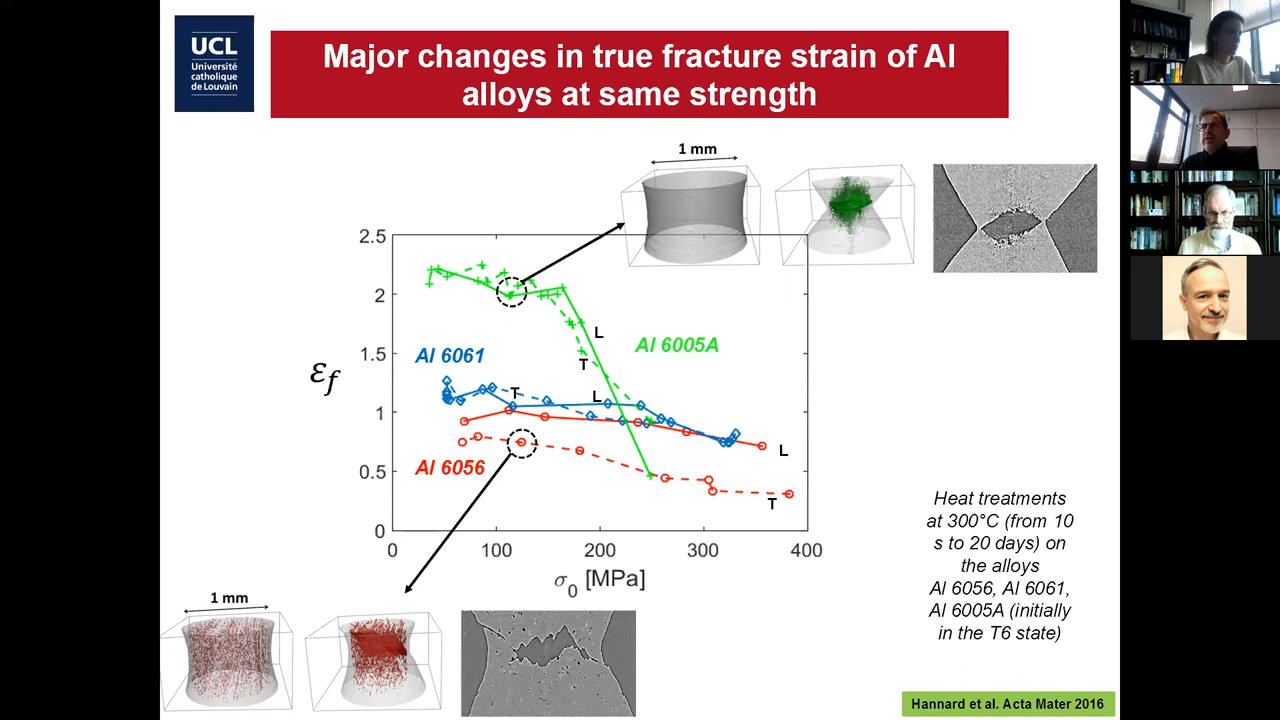 UCL
Université
catholique
de Louvain
Major changes in true fracture strain of Al
alloys at same strength
1 mm
2.5
2
1.5
1
0.5
0
εf
Al 6061
Al 6005A
Al 6056
L
T
T
L
L
T
0
100
200
300
400
σ0 [MPa]
1 mm
Heat treatments
at 300°C (from 10
s to 20 days) on
the alloys
Al 6056, Al 6061,
Al 6005A (initially
in the T6 state)
Hannard et al. Acta Mater 2016